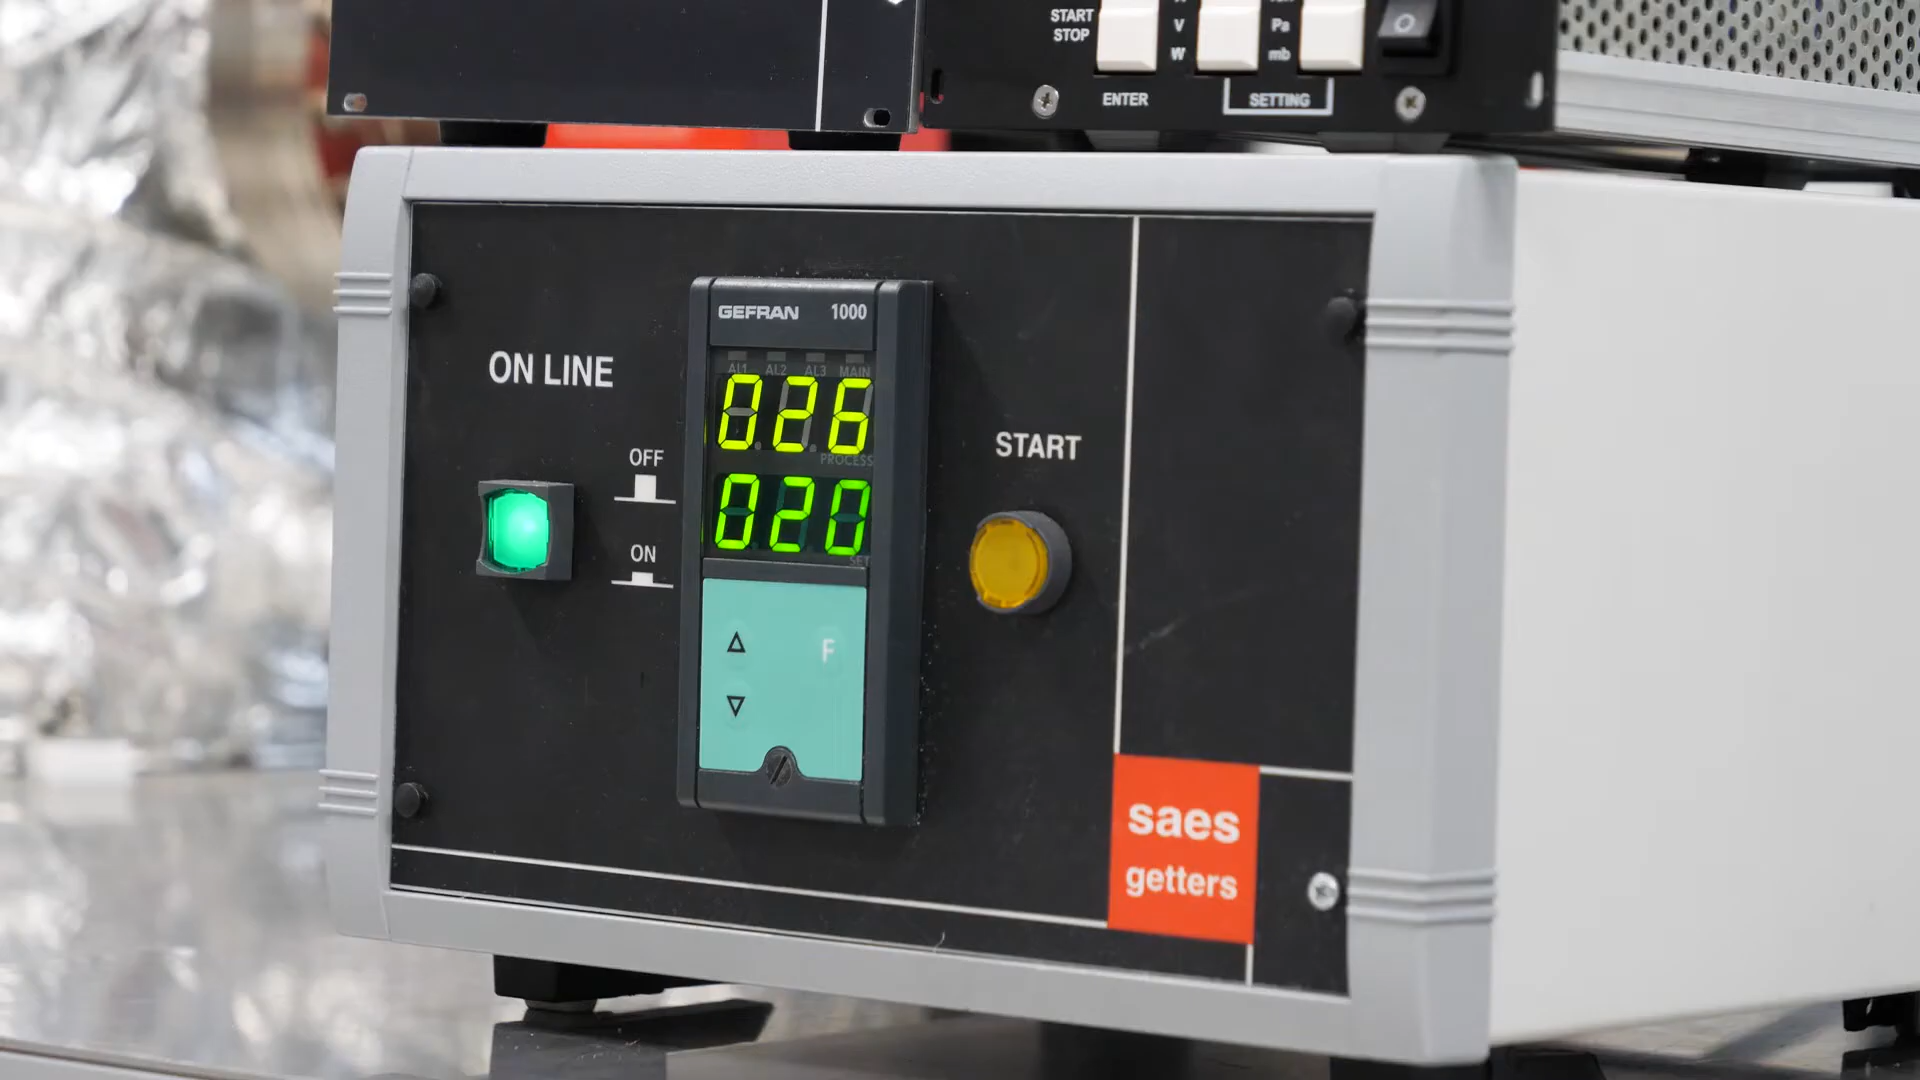 START
STOP
V
W
Pa
mb
ENTER
SETTING
GEFRAN 1000
AL1 AL2 AL3 MAIN
026
PROCESS
020
SET
F
ON LINE
OFF
ON
START
saes
getters